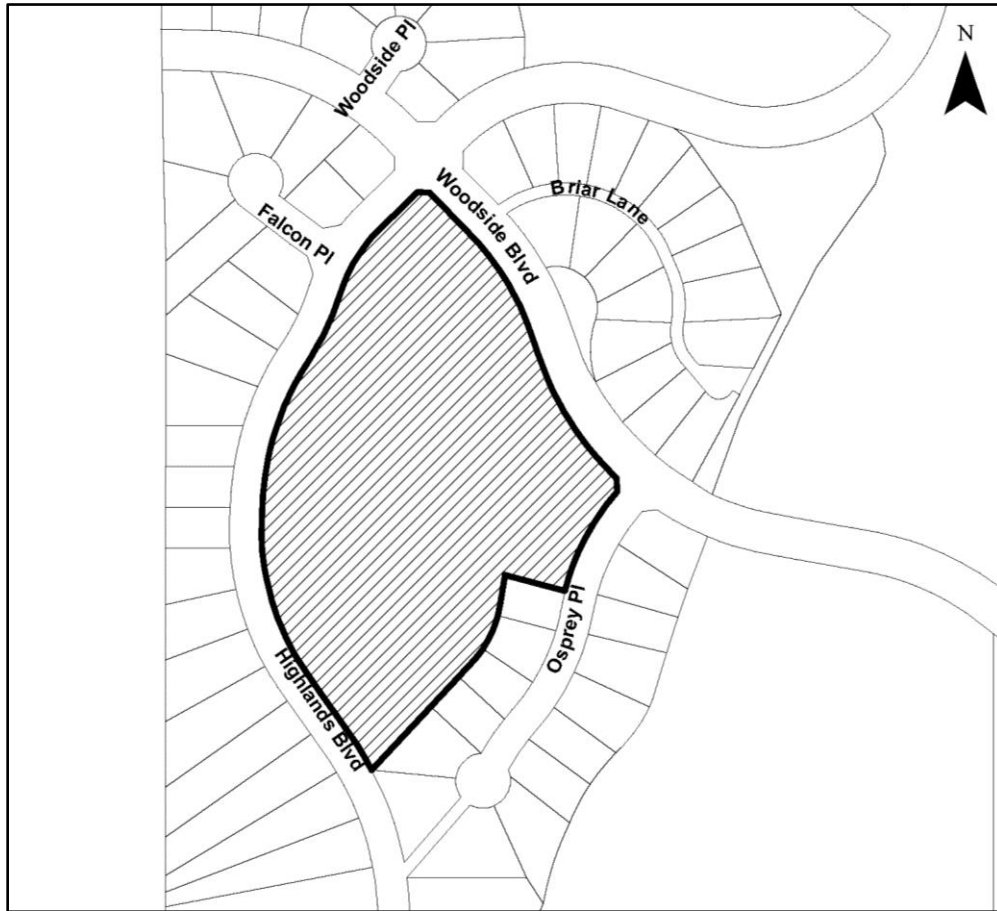 Woodside Pl
N
Woodside Blvd
Briar Lane
Falcon Pl
Osprey Pl
Highlands Blvd